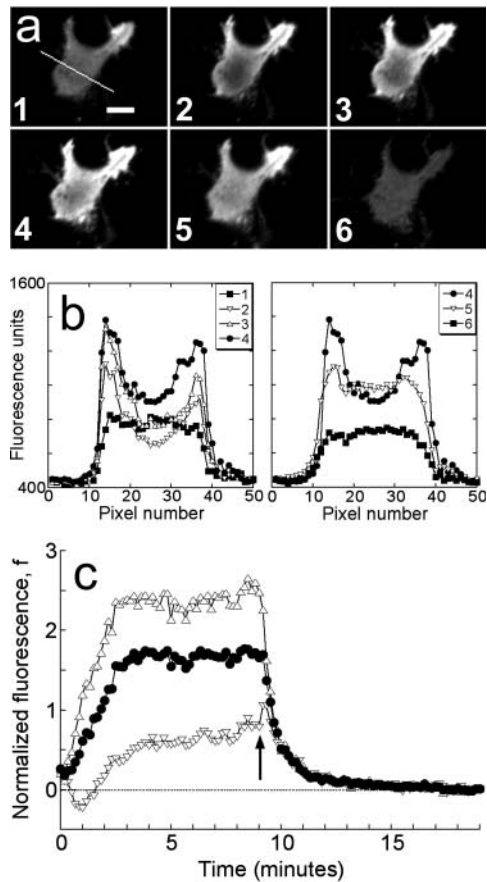 a
1 2 3
4 5 6
b
1600
400
Fluorescence units
1
2
3
4
4
5
6
0 10 20 30 40 50
0 10 20 30 40 50
Pixel number
Pixel number
c
3
2
1
0
Normalized fluorescence, f
0 5 10 15
Time (minutes)